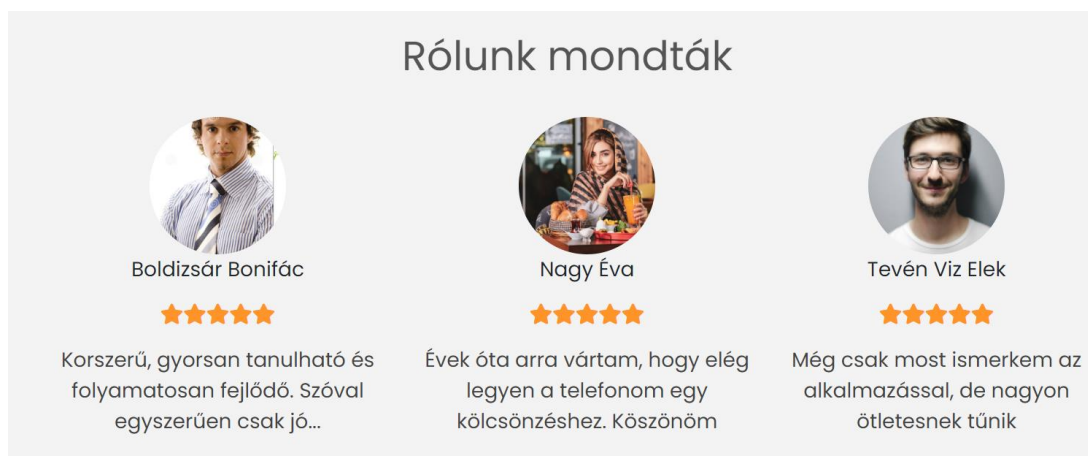 Rólunk mondták
Boldizsár Bonifác
Korszerű, gyorsan tanulható és
folyamatosan fejlődő. Szóval
egyszerűen csak jó...
Nagy Éva
Évek óta arra vártam, hogy elég
legyen a telefonom egy
kölcsönzéshez. Köszönöm
Tevén Viz Elek
Még csak most ismerkem az
alkalmazással, de nagyon
ötletesnek tűnik